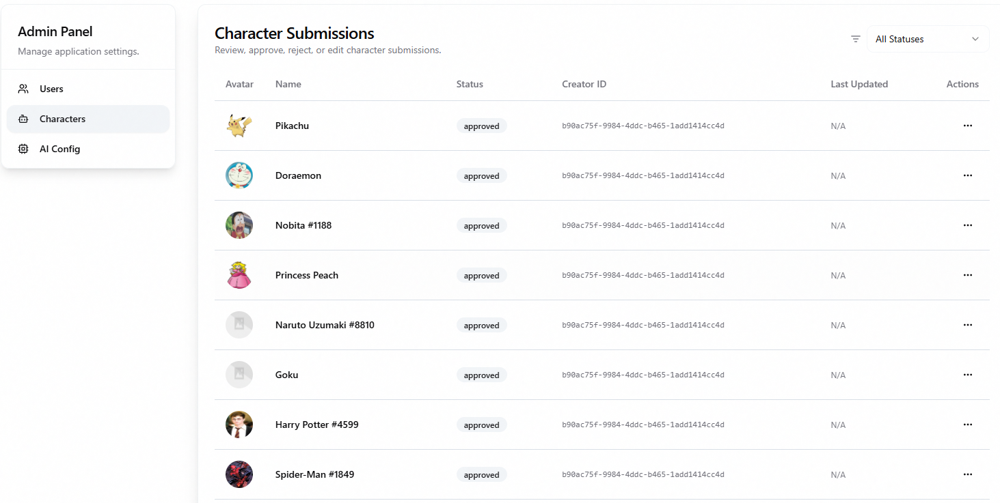 Admin Panel
Manage application settings.
Users
Characters
AI Config
Character Submissions
Review, approve, reject, or edit character submissions.
All Statuses
Avatar Name Status Creator ID Last Updated Actions
Pikachu approved b90ac75f-9984-4ddc-b465-1add1414cc4d N/A
Doraemon approved b90ac75f-9984-4ddc-b465-1add1414cc4d N/A
Nobita #1188 approved b90ac75f-9984-4ddc-b465-1add1414cc4d N/A
Princess Peach approved b90ac75f-9984-4ddc-b465-1add1414cc4d N/A
Naruto Uzumaki #8810 approved b90ac75f-9984-4ddc-b465-1add1414cc4d N/A
Goku approved b90ac75f-9984-4ddc-b465-1add1414cc4d N/A
Harry Potter #4599 approved b90ac75f-9984-4ddc-b465-1add1414cc4d N/A
Spider-Man #1849 approved b90ac75f-9984-4ddc-b465-1add1414cc4d N/A